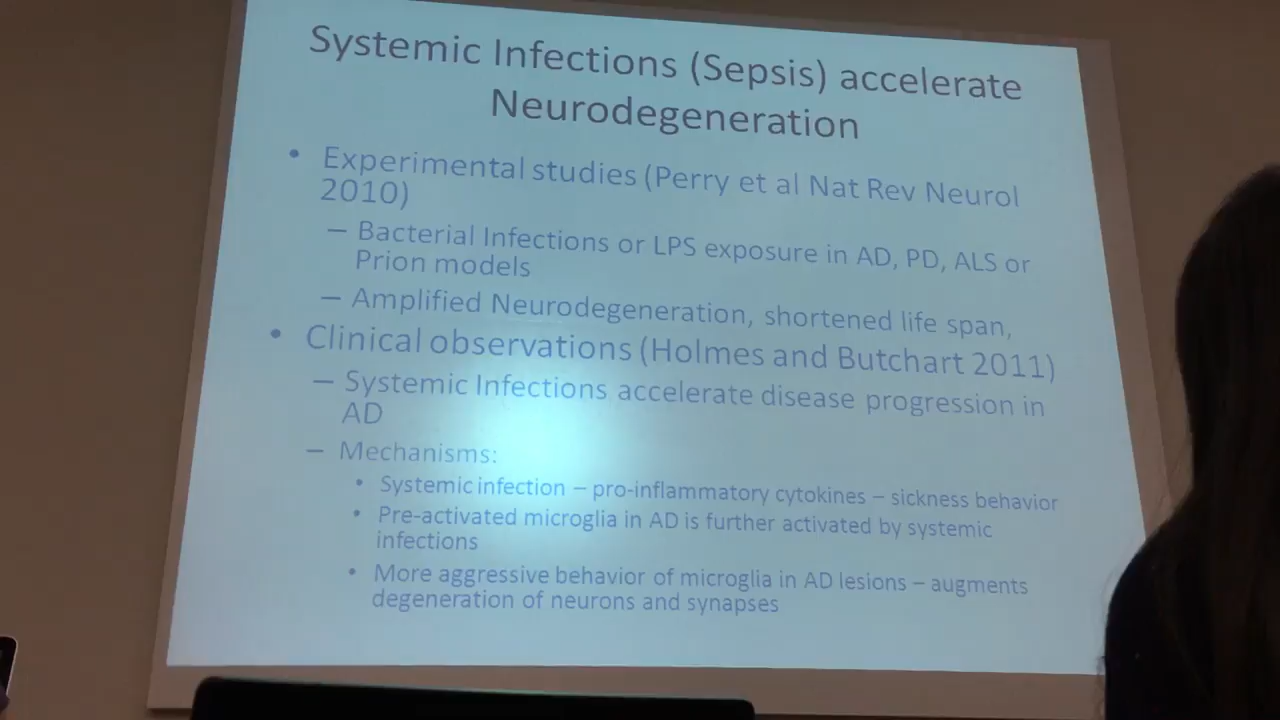 Systemic Infections (Sepsis) accelerate
Neurodegeneration
• Experimental studies (Perry et al Nat Rev Neurol
2010)
– Bacterial Infections or LPS exposure in AD, PD, ALS or
Prion models
– Amplified Neurodegeneration, shortened life span,
• Clinical observations (Holmes and Butchart 2011)
– Systemic Infections accelerate disease progression in
AD
– Mechanisms:
• Systemic infection – pro-inflammatory cytokines – sickness behavior
• Pre-activated microglia in AD is further activated by systemic
infections
• More aggressive behavior of microglia in AD lesions – augments
degeneration of neurons and synapses